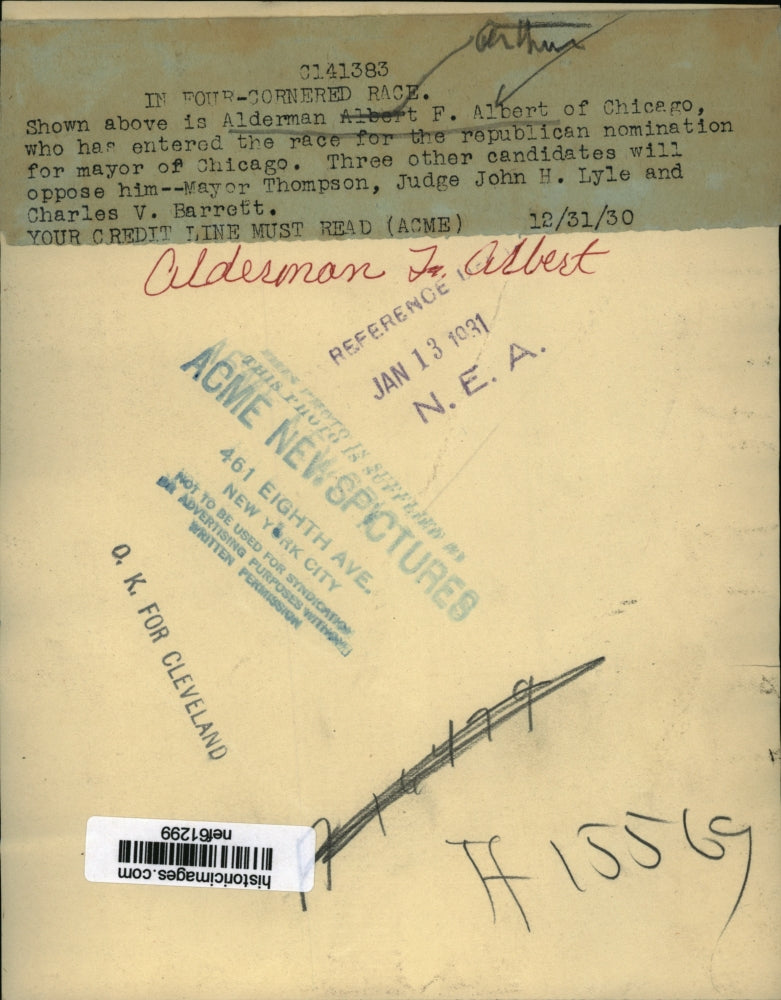 Arthur
C141383
IN FOUR-CORNERED RACE.
Shown above is Alderman Albert F. Albert of Chicago,
who has entered the race for the republican nomination
for mayor of Chicago. Three other candidates will
oppose him--Mayor Thompson, Judge John H. Lyle and
Charles V. Barrett.
YOUR CREDIT LINE MUST READ (ACME) 12/31/30
Alderman F. Albert
REFERENCE
JAN 13 1931
N. E. A.
THIS PHOTO IS SUPPLIED BY
ACME NEWSPICTURES
461 EIGHTH AVE.
NEW YORK CITY
NOT TO BE USED FOR SYNDICATION
OR ADVERTISING PURPOSES WITHOUT
WRITTEN PERMISSION
O. K. FOR CLEVELAND
H 15569
historicimages.com
nef61299